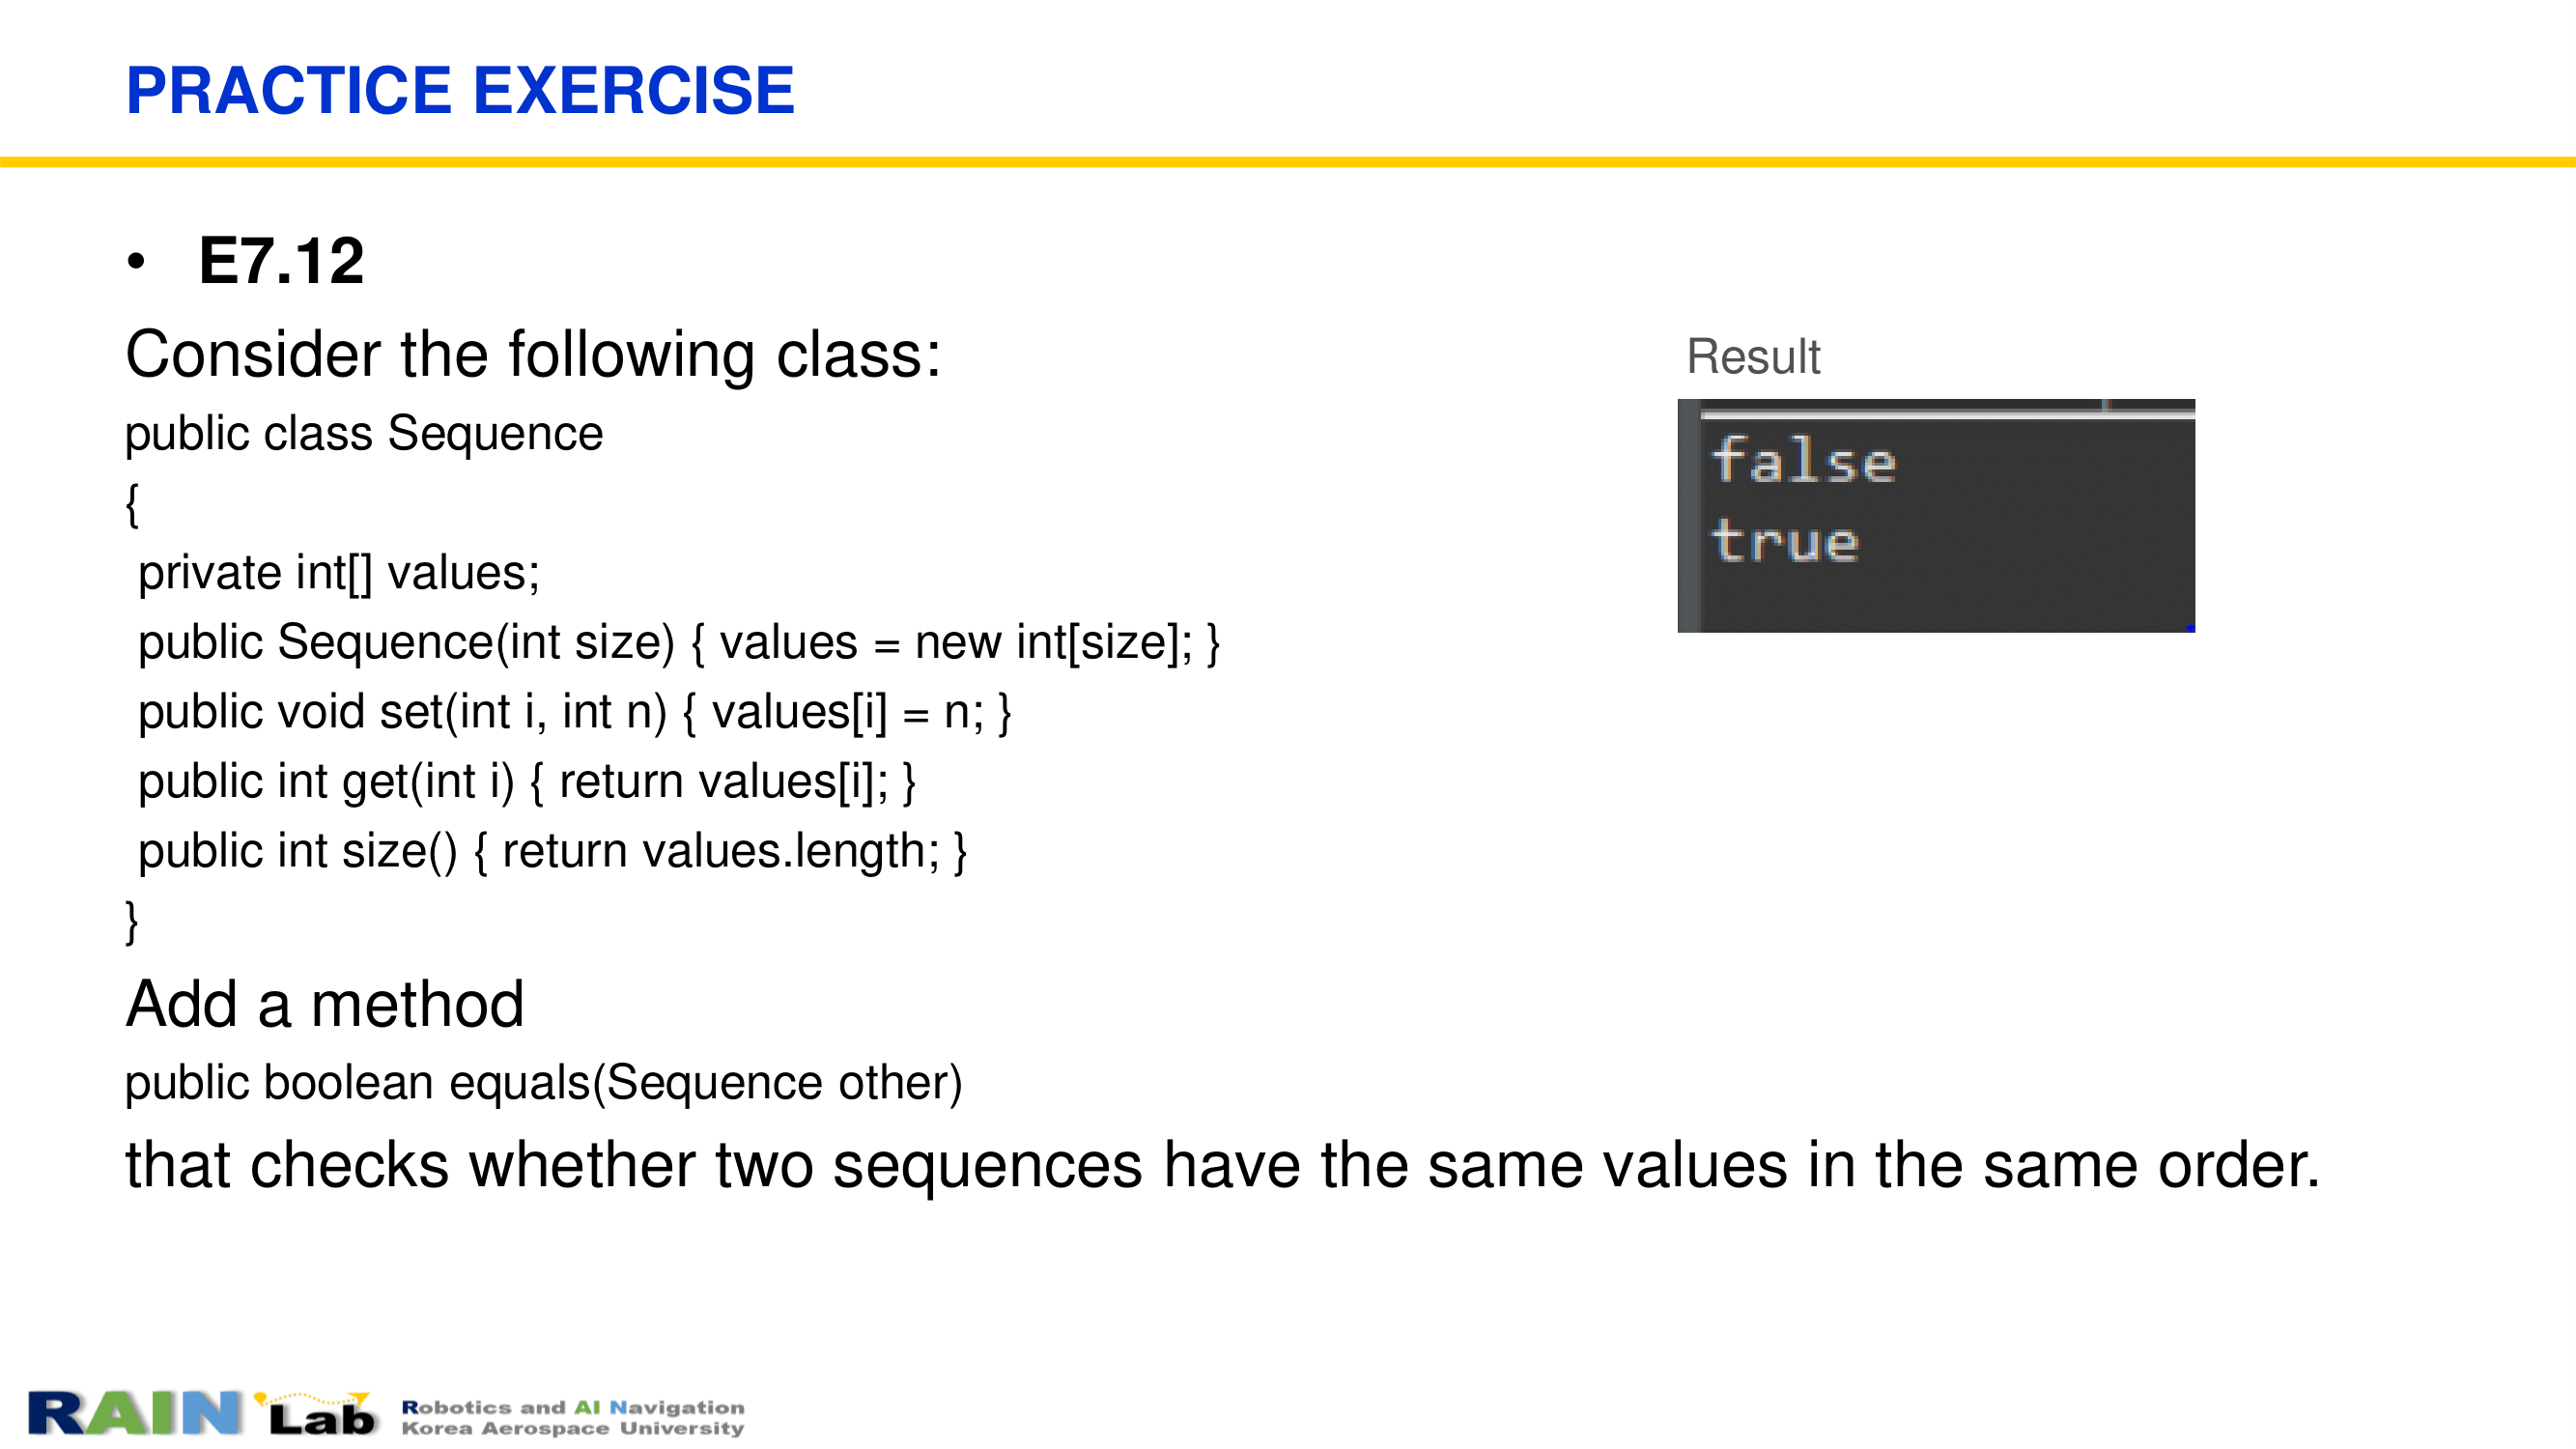 PRACTICE EXERCISE
• E7.12
Consider the following class:
public class Sequence
{
private int[] values;
public Sequence(int size) { values = new int[size]; }
public void set(int i, int n) { values[i] = n; }
public int get(int i) { return values[i]; }
public int size() { return values.length; }
}
Add a method
public boolean equals(Sequence other)
that checks whether two sequences have the same values in the same order.
Result
false
true
RAIN Lab
Robotics and AI Navigation
Korea Aerospace University